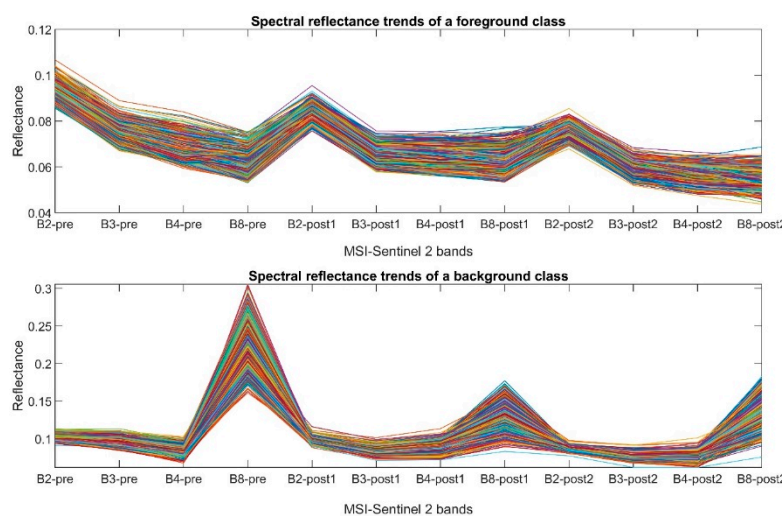 Spectral reflectance trends of a foreground class
0.12
0.1
0.08
0.06
0.04
Reflectance
B2-pre B3-pre B4-pre B8-pre B2-post1 B3-post1 B4-post1 B8-post1 B2-post2 B3-post2 B4-post2 B8-post2
MSI-Sentinel 2 bands
Spectral reflectance trends of a background class
0.3
0.25
0.2
0.15
0.1
Reflectance
B2-pre B3-pre B4-pre B8-pre B2-post1 B3-post1 B4-post1 B8-post1 B2-post2 B3-post2 B4-post2 B8-post2
MSI-Sentinel 2 bands